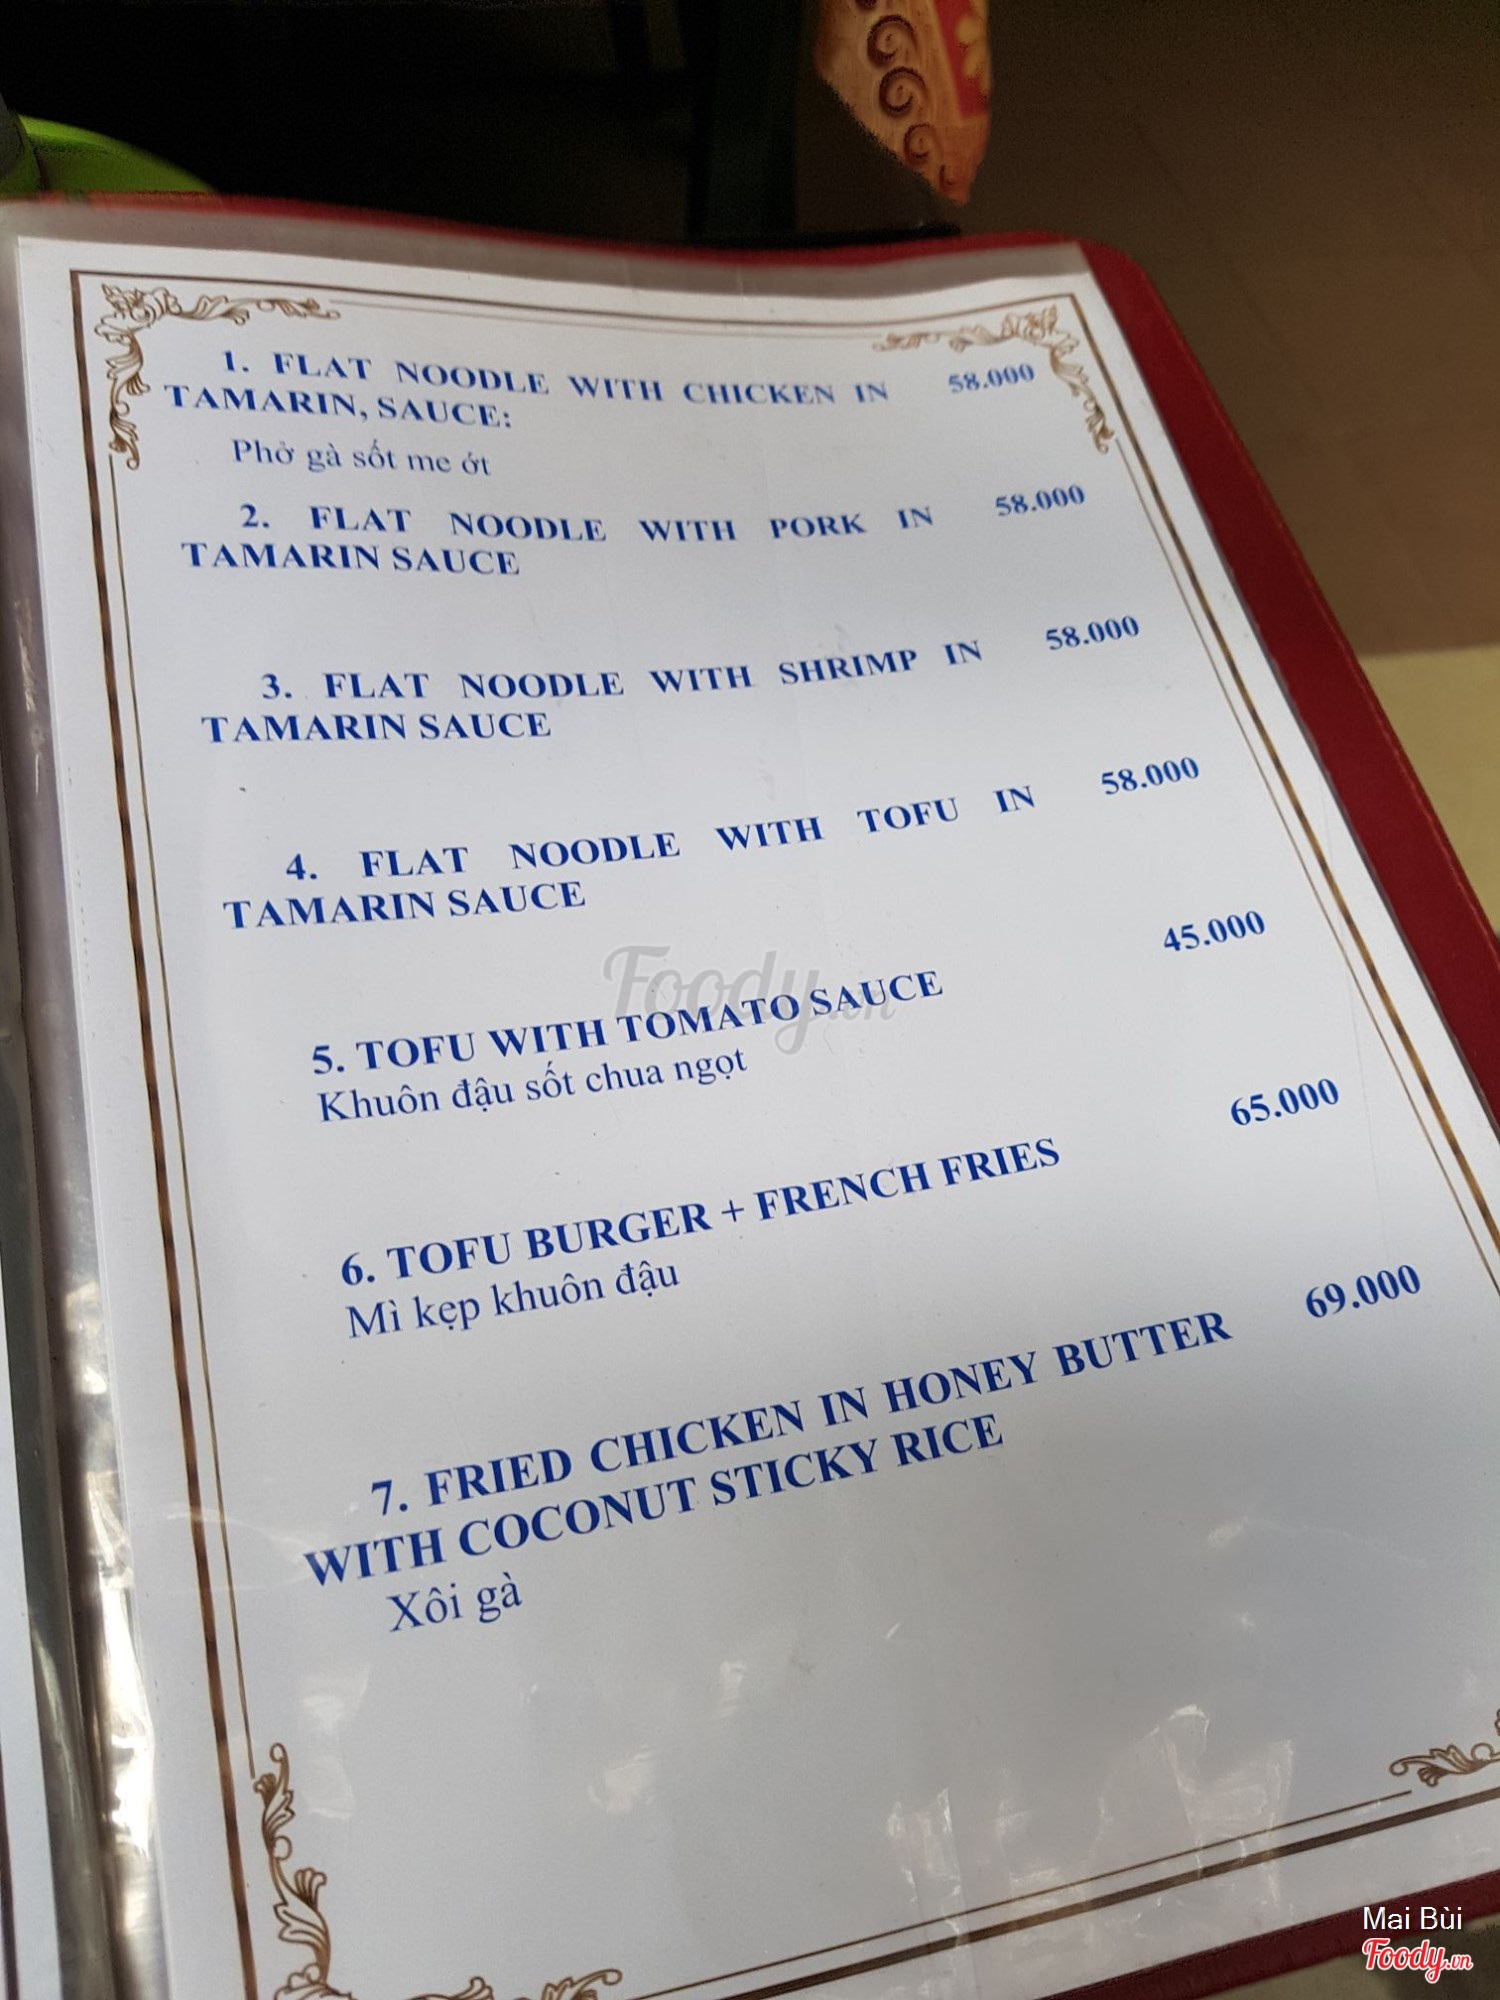 1. FLAT NOODLE WITH CHICKEN IN 58.000
TAMARIN, SAUCE:
Phở gà sốt me ớt
2. FLAT NOODLE WITH PORK IN 58.000
TAMARIN SAUCE
3. FLAT NOODLE WITH SHRIMP IN 58.000
TAMARIN SAUCE
4. FLAT NOODLE WITH TOFU IN 58.000
TAMARIN SAUCE
5. TOFU WITH TOMATO SAUCE 45.000
Khuôn đậu sốt chua ngọt
6. TOFU BURGER + FRENCH FRIES 65.000
Mì kẹp khuôn đậu
7. FRIED CHICKEN IN HONEY BUTTER 69.000
WITH COCONUT STICKY RICE
Xôi gà
Foody.vn
Mai Bùi
Foody.vn